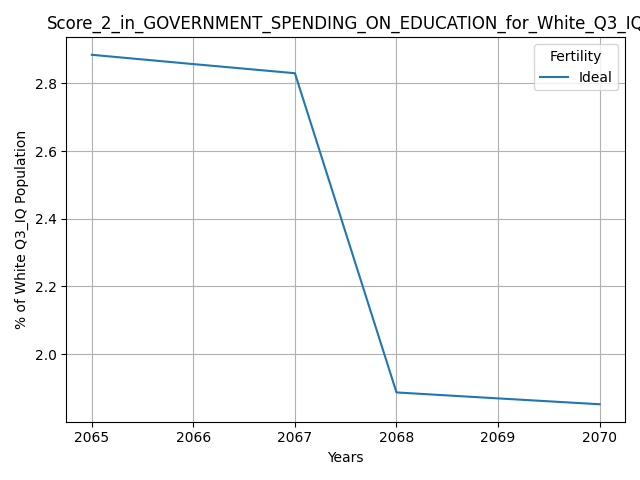 Score_2_in_GOVERNMENT_SPENDING_ON_EDUCATION_for_White_Q3_IQ
Fertility
Ideal
% of White Q3_IQ Population
2.8
2.6
2.4
2.2
2.0
2065 2066 2067 2068 2069 2070
Years